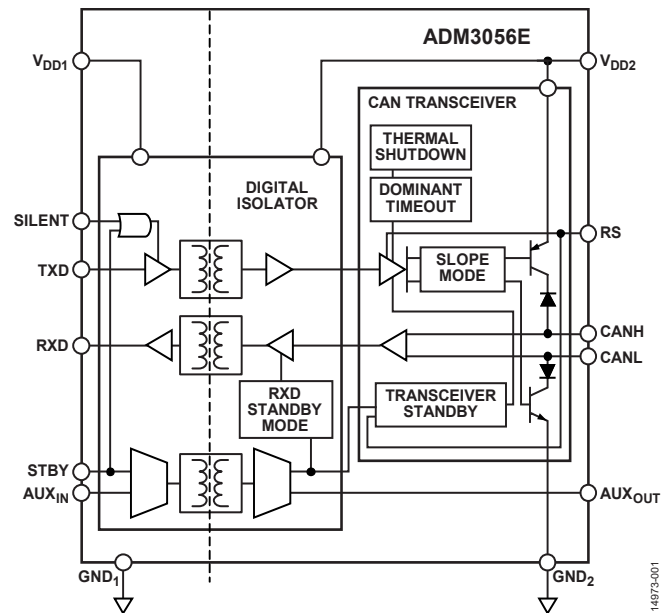 ADM3056E
VDD1
VDD2
CAN TRANSCEIVER
THERMAL
SHUTDOWN
DIGITAL
ISOLATOR
DOMINANT
TIMEOUT
SILENT
RS
TXD
SLOPE
MODE
RXD
CANH
CANL
RXD
STANDBY
MODE
TRANSCEIVER
STANDBY
STBY
AUXIN
AUXOUT
GND1
GND2
14973-001